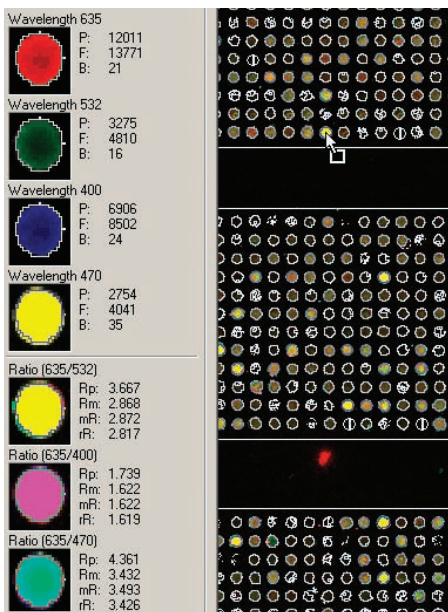 Wavelength 635
P: 12011
F: 13771
B: 21
Wavelength 532
P: 3275
F: 4810
B: 16
Wavelength 400
P: 6906
F: 8502
B: 24
Wavelength 470
P: 2754
F: 4041
B: 35
Ratio (635/532)
Rp: 3.667
Rm: 2.868
mR: 2.872
rR: 2.817
Ratio (635/400)
Rp: 1.739
Rm: 1.622
mR: 1.622
rR: 1.619
Ratio (635/470)
Rp: 4.361
Rm: 3.432
mR: 3.493
rR: 3.426